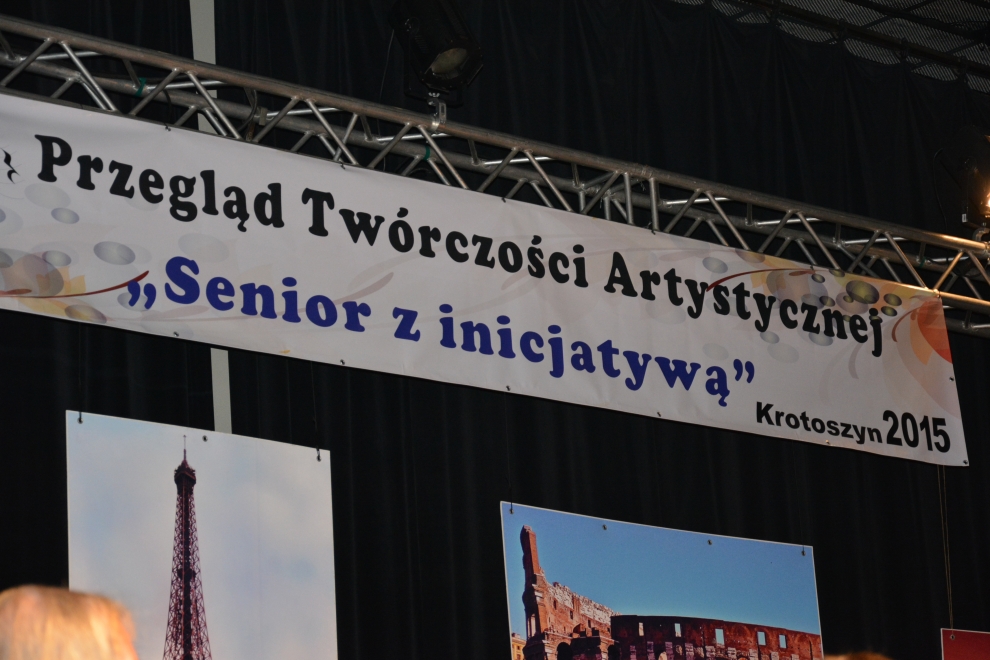 Przegląd Twórczości Artystycznej
„Senior z inicjatywą”
Krotoszyn 2015